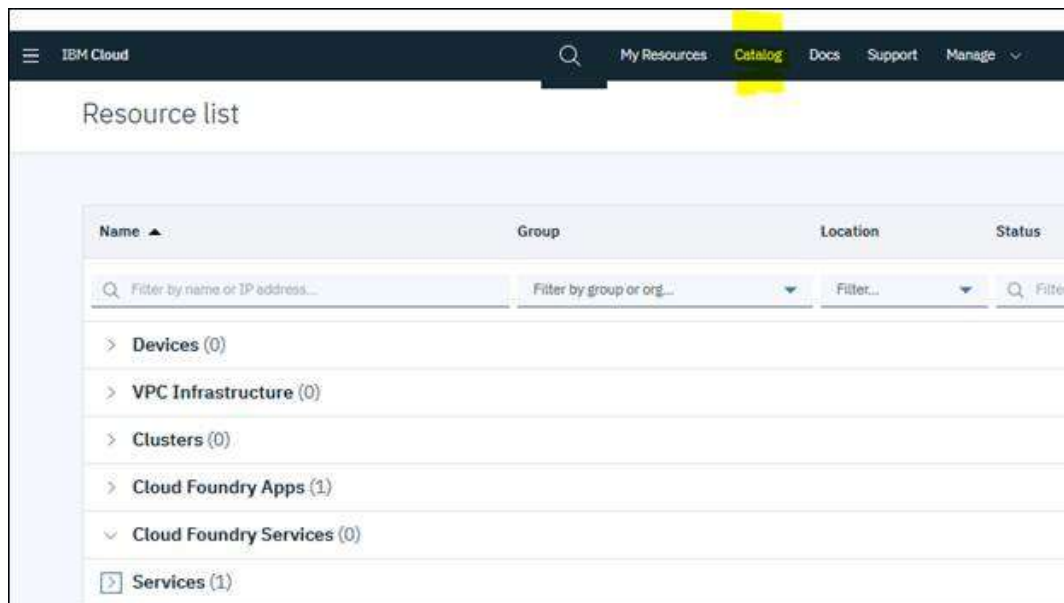 IBM Cloud My Resources Catalog Docs Support Manage
Resource list
Name Group Location Status
Filter by name or IP address... Filter by group or org... Filter... Filte
Devices (0)
VPC Infrastructure (0)
Clusters (0)
Cloud Foundry Apps (1)
Cloud Foundry Services (0)
Services (1)